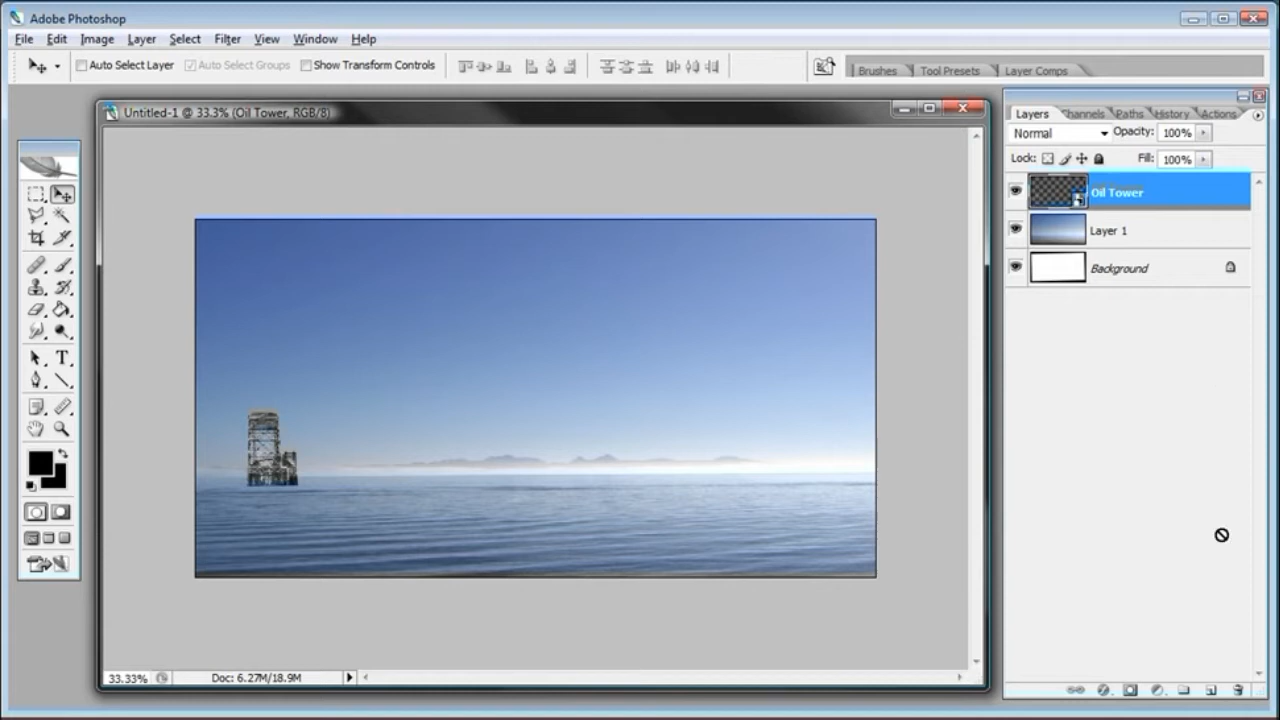 Adobe Photoshop
File Edit Image Layer Select Filter View Window Help
Auto Select Layer Auto Select Groups Show Transform Controls
Brushes Tool Presets Layer Comps
Untitled-1 @ 33.3% (Oil Tower, RGB/8)
Layers Channels Paths History Actions
Normal Opacity: 100%
Lock: Fill: 100%
Oil Tower
Layer 1
Background
T
33.33% Doc: 6.27M/18.9M